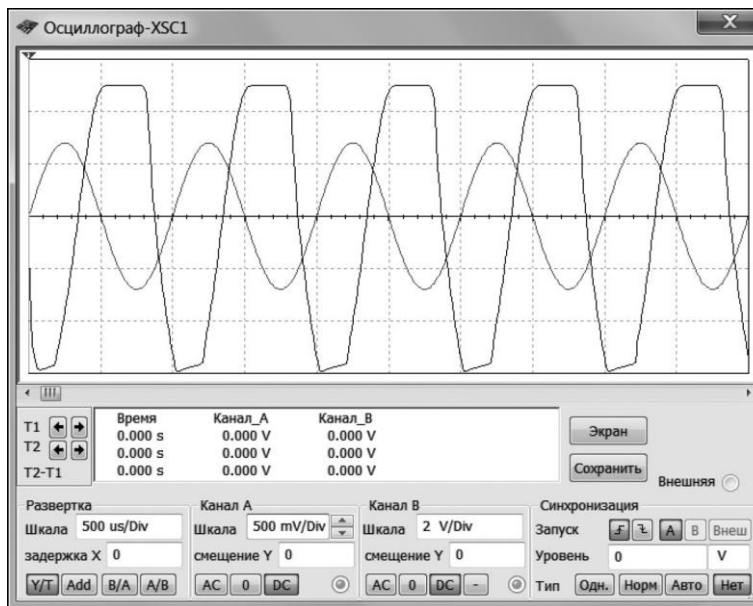 Осциллограф-XSC1
T1
T2
T2-T1
Время Канал_A Канал_B
0.000 s 0.000 V 0.000 V
0.000 s 0.000 V 0.000 V
0.000 s 0.000 V 0.000 V
Экран
Сохранить
Внешняя
Развертка
Шкала 500 us/Div
задержка X 0
Y/T Add B/A A/B
Канал A
Шкала 500 mV/Div
смещение Y 0
AC 0 DC
Канал B
Шкала 2 V/Div
смещение Y 0
AC 0 DC -
Синхронизация
Запуск A B Внеш
Уровень 0 V
Тип Одн. Норм Авто Нет